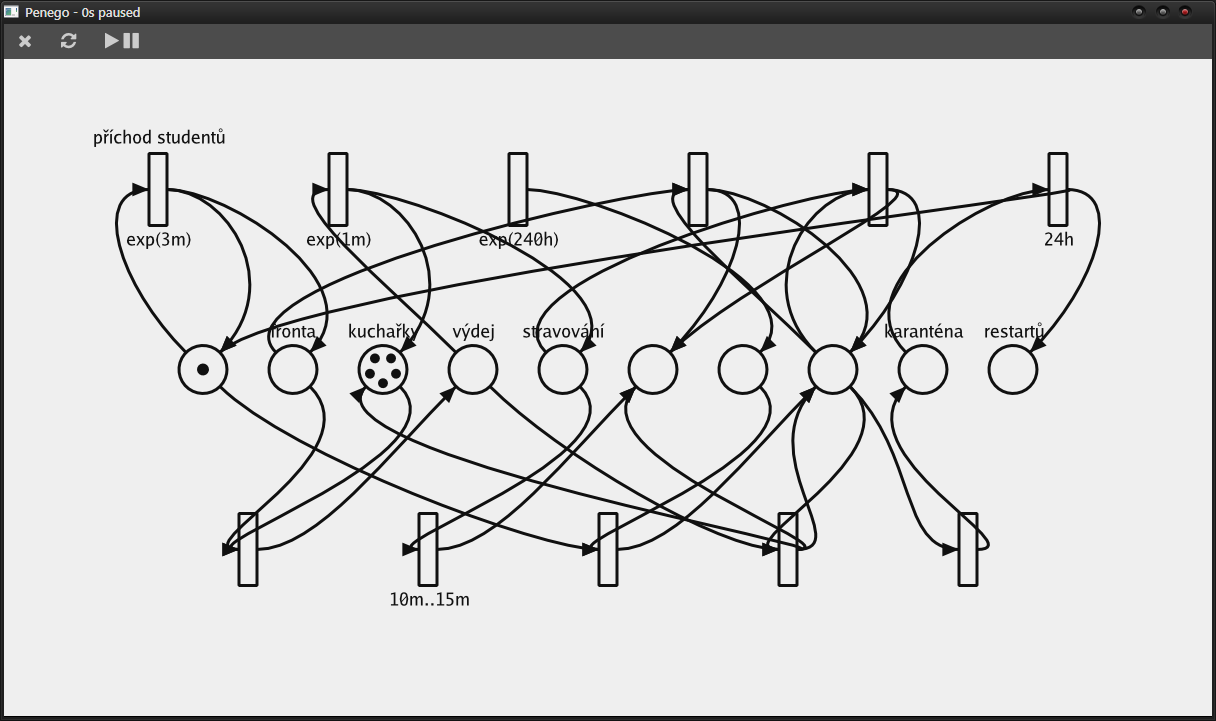 Penego - 0s paused
příchod studentů
exp(3m)
exp(1m)
exp(240h)
24h
fronta
kuchařky
výdej
stravování
karanténa
restartů
10m..15m